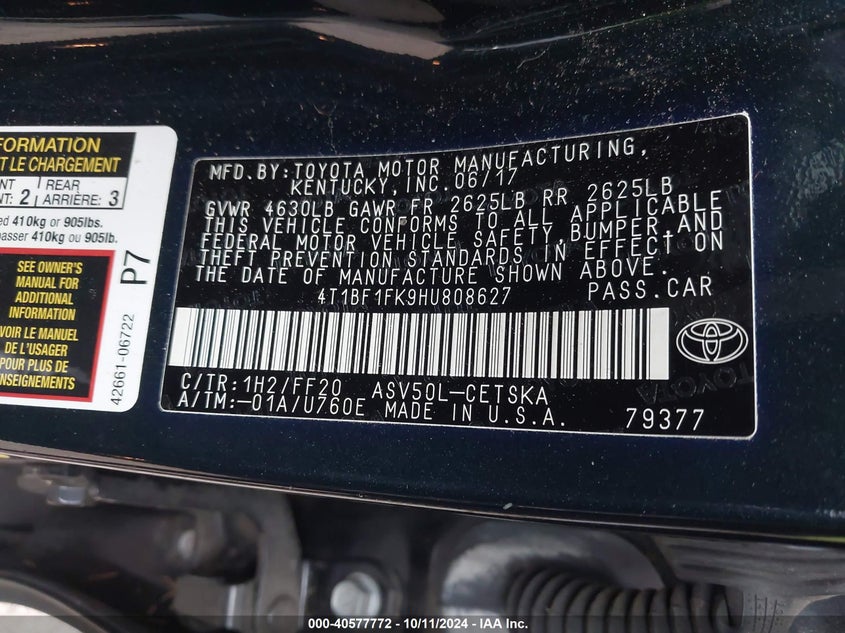 FORMATION
T LE CHARGEMENT
2
REAR
ARRIÈRE: 3
410kg or 905lbs.
passer 410kg ou 905lb.
SEE OWNER'S
MANUAL FOR
ADDITIONAL
INFORMATION
VOIR LE MANUEL
DE L'USAGER
POUR PLUS DE
RENSEIGNEMENTS
P7
42661-06722
MFD.BY:TOYOTA MOTOR MANUFACTURING,
KENTUCKY, INC.06/17
GVWR 4630LB GAWR FR 2625LB RR 2625LB
THIS VEHICLE CONFORMS TO ALL APPLICABLE
FEDERAL MOTOR VEHICLE SAFETY, BUMPER,AND
THEFT PREVENTION STANDARDS IN EFFECT ON
THE DATE OF MANUFACTURE SHOWN ABOVE.
4T1BF1FK9HU808627 PASS.CAR
C/TR:1H2/FF20 ASV50L-CETSKA
A/TM:-01A/U760E MADE IN U.S.A. 79377
000-40577772 - 10/11/2024 - IAA Inc.